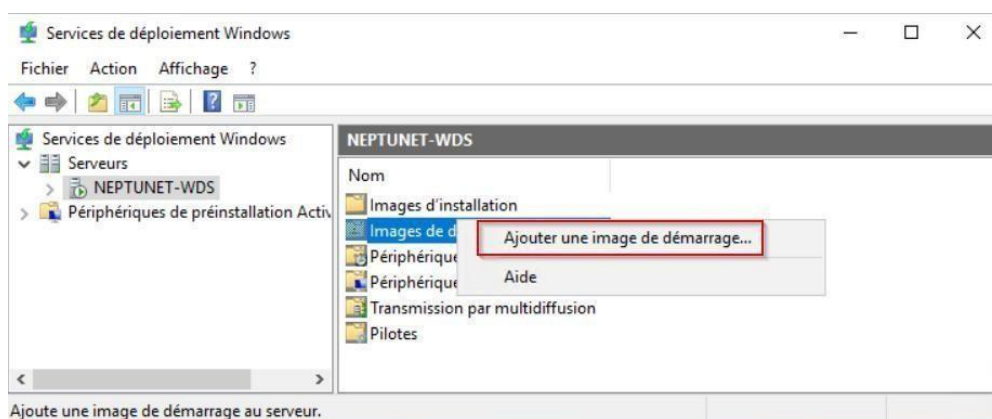 Services de déploiement Windows
Fichier Action Affichage ?
Services de déploiement Windows
Serveurs
NEPTUNET-WDS
Périphériques de préinstallation Activ
NEPTUNET-WDS
Nom
Images d'installation
Images de d
Périphérique
Périphérique
Transmission par multidiffusion
Pilotes
Ajouter une image de démarrage...
Aide
Ajoute une image de démarrage au serveur.